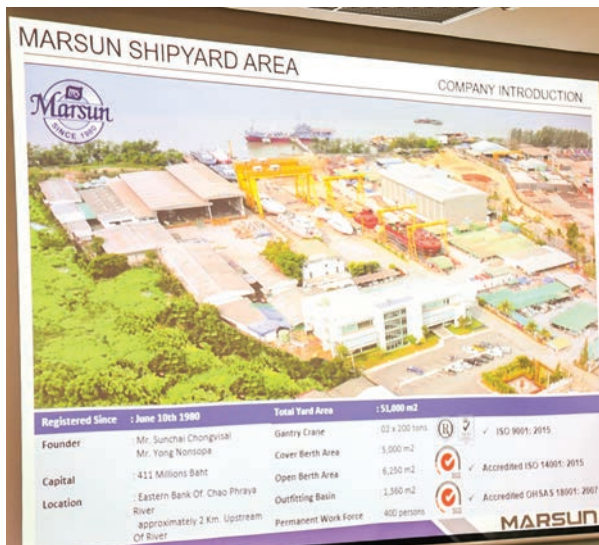 MARSUN SHIPYARD AREA
COMPANY INTRODUCTION
Marsun
SINCE 1980
Registered Since : June 10th 1980
Founder : Mr. Sunchai Chongvisal
Mr. Yong Nonsopa
Capital : 411 Millions Baht
Location : Eastern Bank Of. Chao Phraya
River
approximately 2 Km. Upstream
Of River
Total Yard Area : 51,000 m2
Gantry Crane 02 x 200 tons
Cover Berth Area 5,000 m2
Open Berth Area 6,250 m2
Outfitting Basin 1,360 m2
Permanent Work Force 400 persons
✓ ISO 9001: 2015
✓ Accredited ISO 14001: 2015
✓ Accredited OHSAS 18001: 2007
SGS
SGS
MARSUN